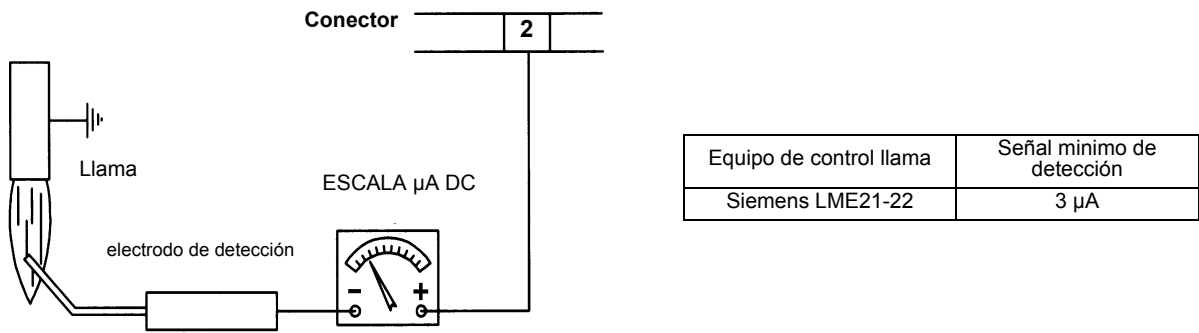 Conector
2
Llama
ESCALA µA DC
electrodo de detección
- +
Equipo de control llama
Señal minimo de
detección
Siemens LME21-22
3 µA